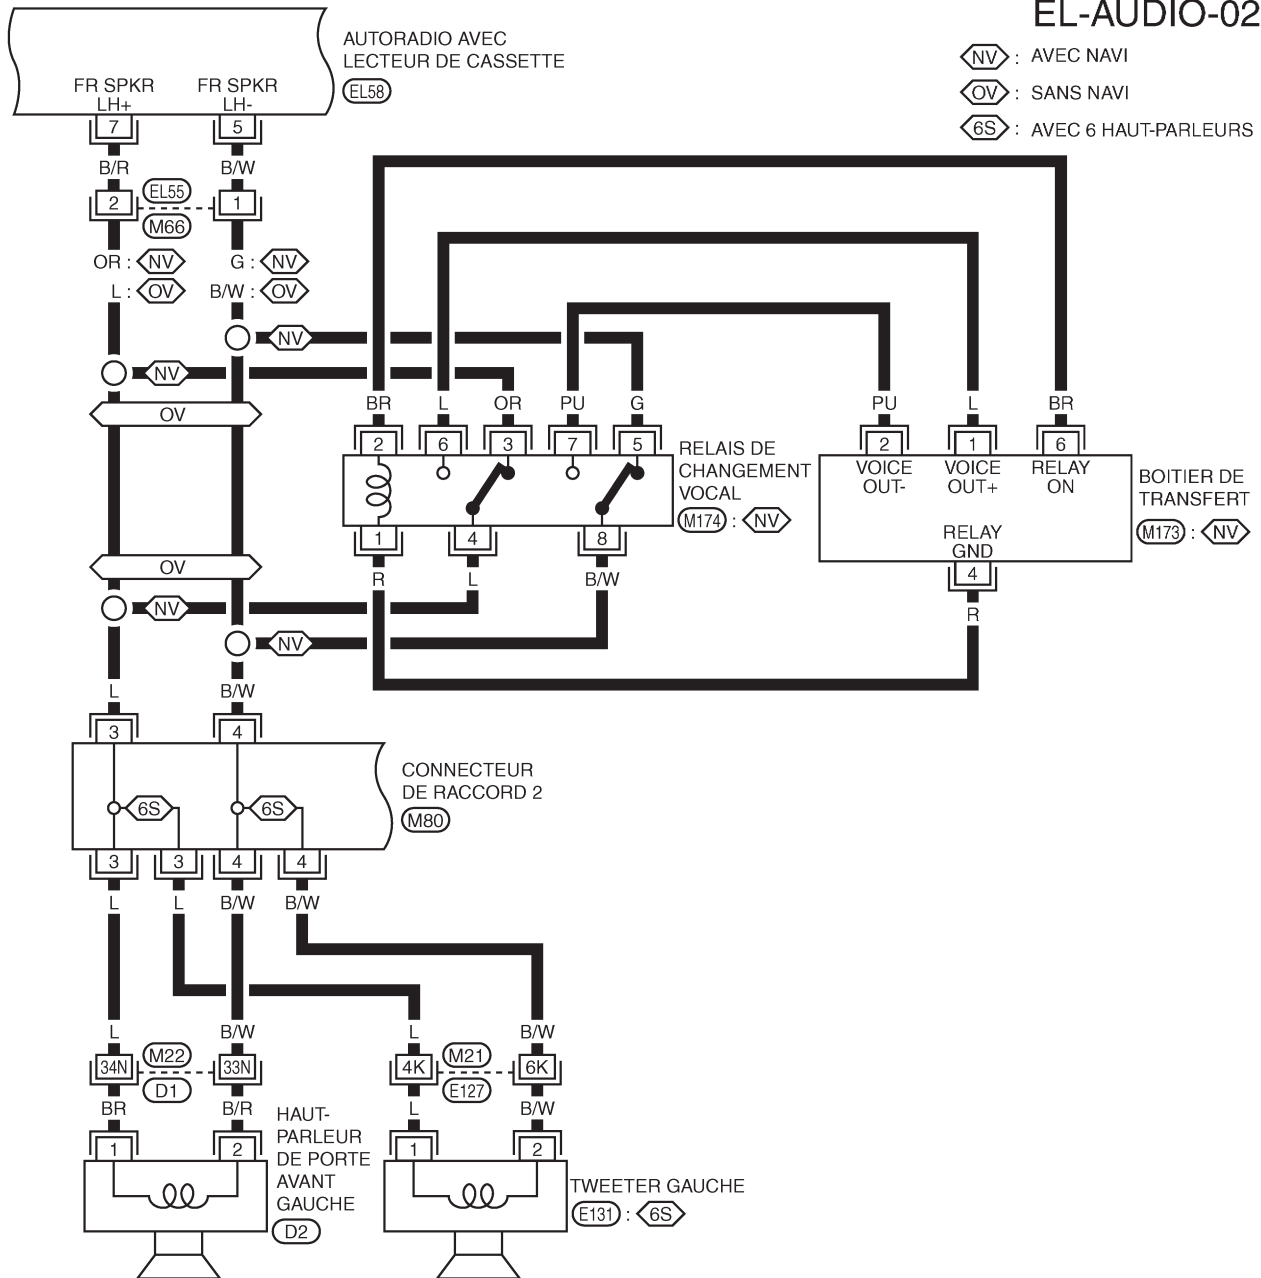 EL-AUDIO-02
AUTORADIO AVEC
LECTEUR DE CASSETTE
EL58
NV : AVEC NAVI
OV : SANS NAVI
6S : AVEC 6 HAUT-PARLEURS
FR SPKR FR SPKR
LH+ LH-
7 5
B/R B/W
2 EL55 1
M66
OR : NV G : NV
L : OV B/W : OV
NV
NV
OV
BR L OR PU G PU L BR
2 6 3 7 5 2 1 6
RELAIS DE
CHANGEMENT
VOCAL
M174 : NV
VOICE VOICE RELAY
OUT- OUT+ ON
BOITIER DE
TRANSFERT
M173 : NV
RELAY
GND
1 4 8 4
OV
R L B/W
NV R
NV
L B/W
3 4
CONNECTEUR
DE RACCORD 2
M80
6S 6S
3 3 4 4
L L B/W B/W
L B/W L B/W
34N M22 33N 4K M21 6K
D1 E127
BR B/R L B/W
HAUT-
PARLEUR
DE PORTE
AVANT
GAUCHE
D2
1 2 1 2
TWEETER GAUCHE
E131 : 6S